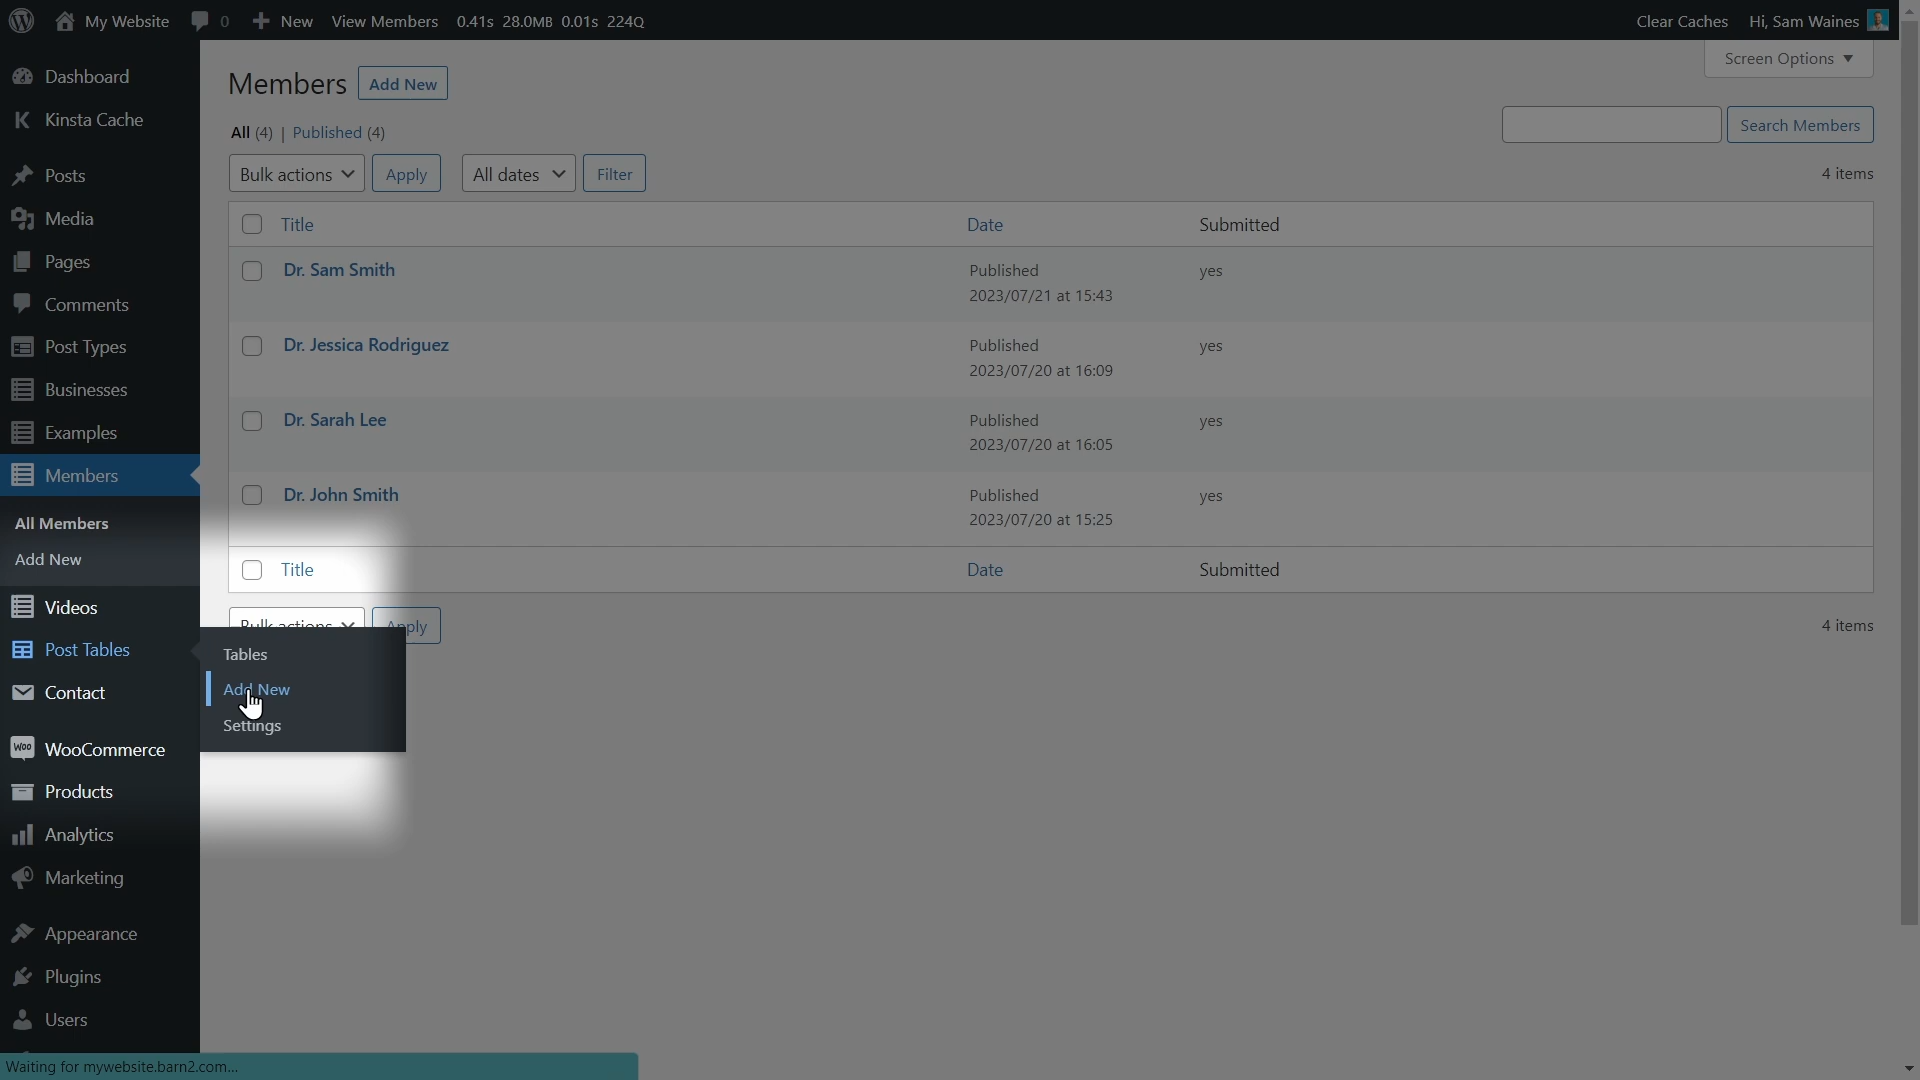 My Website 0 New View Members 0.41s 28.0MB 0.01s 224Q Clear Caches Hi, Sam Waines
Screen Options
Dashboard
Kinsta Cache
Posts
Media
Pages
Comments
Post Types
Businesses
Examples
Members
All Members
Add New
Videos
Post Tables
Contact
WooCommerce
Products
Analytics
Marketing
Appearance
Plugins
Users
Members Add New
All (4) | Published (4)
Search Members
Bulk actions Apply All dates Filter 4 items
Title Date Submitted
Dr. Sam Smith Published yes
2023/07/21 at 15:43
Dr. Jessica Rodriguez Published yes
2023/07/20 at 16:09
Dr. Sarah Lee Published yes
2023/07/20 at 16:05
Dr. John Smith Published yes
2023/07/20 at 15:25
Title Date Submitted
Bulk actions Apply 4 items
Tables
Add New
Settings
Waiting for mywebsite.barn2.com...